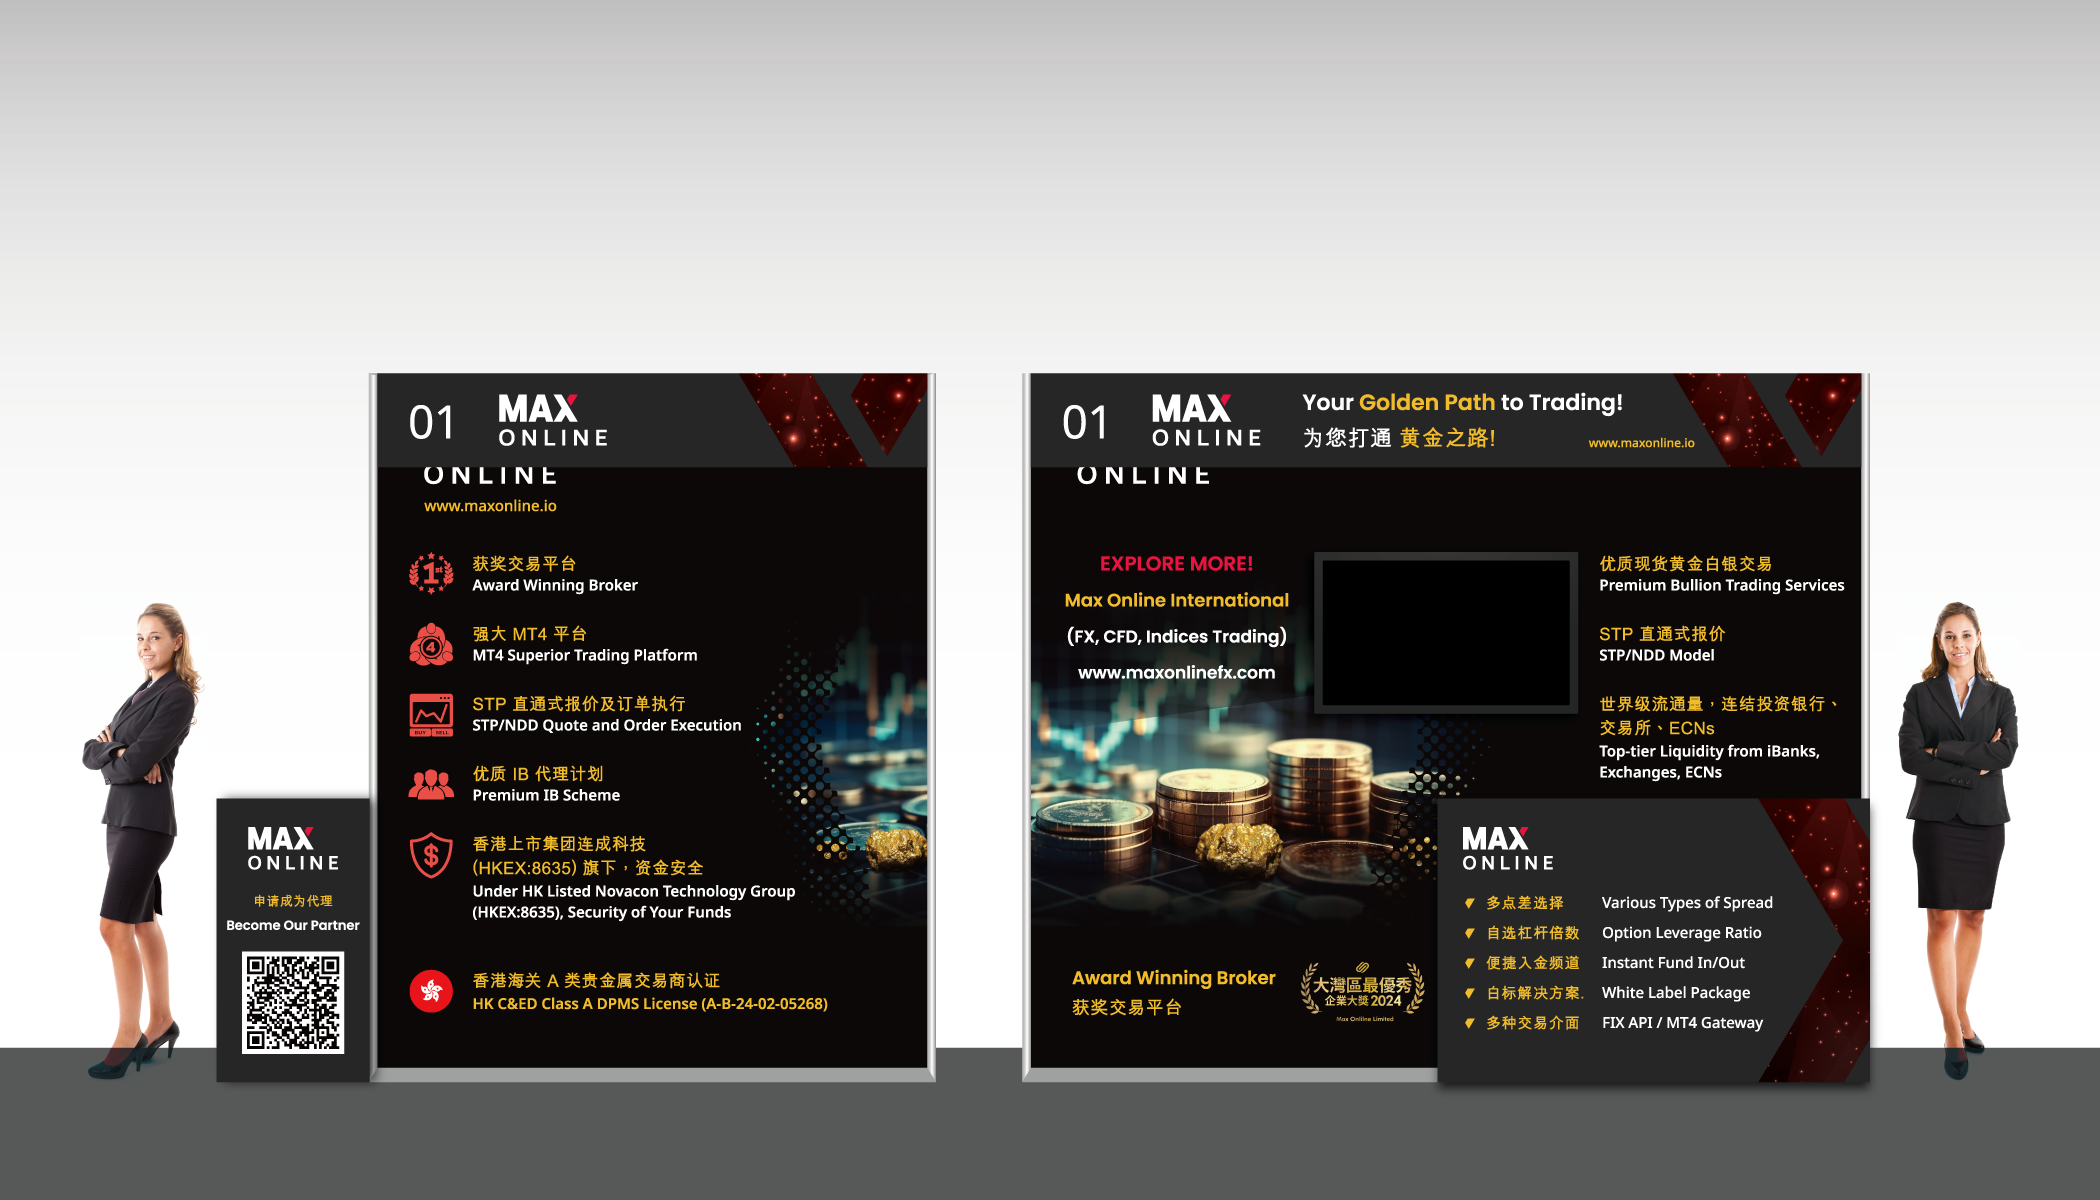 01
MAX
ONLINE
ONLINE
www.maxonline.io
1st
获奖交易平台
Award Winning Broker
4
强大 MT4 平台
MT4 Superior Trading Platform
BUY SELL
STP 直通式报价及订单执行
STP/NDD Quote and Order Execution
优质 IB 代理计划
Premium IB Scheme
$
香港上市集团连成科技
(HKEX:8635) 旗下，资金安全
Under HK Listed Novacon Technology Group
(HKEX:8635), Security of Your Funds
香港海关 A 类贵金属交易商认证
HK C&ED Class A DPMS License (A-B-24-02-05268)
MAX
ONLINE
申请成为代理
Become Our Partner
01
MAX
ONLINE
Your Golden Path to Trading!
为您打通 黄金之路!
www.maxonline.io
ONLINE
EXPLORE MORE!
Max Online International
(FX, CFD, Indices Trading)
www.maxonlinefx.com
优质现货黄金白银交易
Premium Bullion Trading Services
STP 直通式报价
STP/NDD Model
世界级流通量，连结投资银行、
交易所、ECNs
Top-tier Liquidity from iBanks,
Exchanges, ECNs
Award Winning Broker
获奖交易平台
大灣區最優秀
企業大獎 2024
Max Online Limited
MAX
ONLINE
多点差选择 Various Types of Spread
自选杠杆倍数 Option Leverage Ratio
便捷入金频道 Instant Fund In/Out
白标解决方案. White Label Package
多种交易介面 FIX API / MT4 Gateway